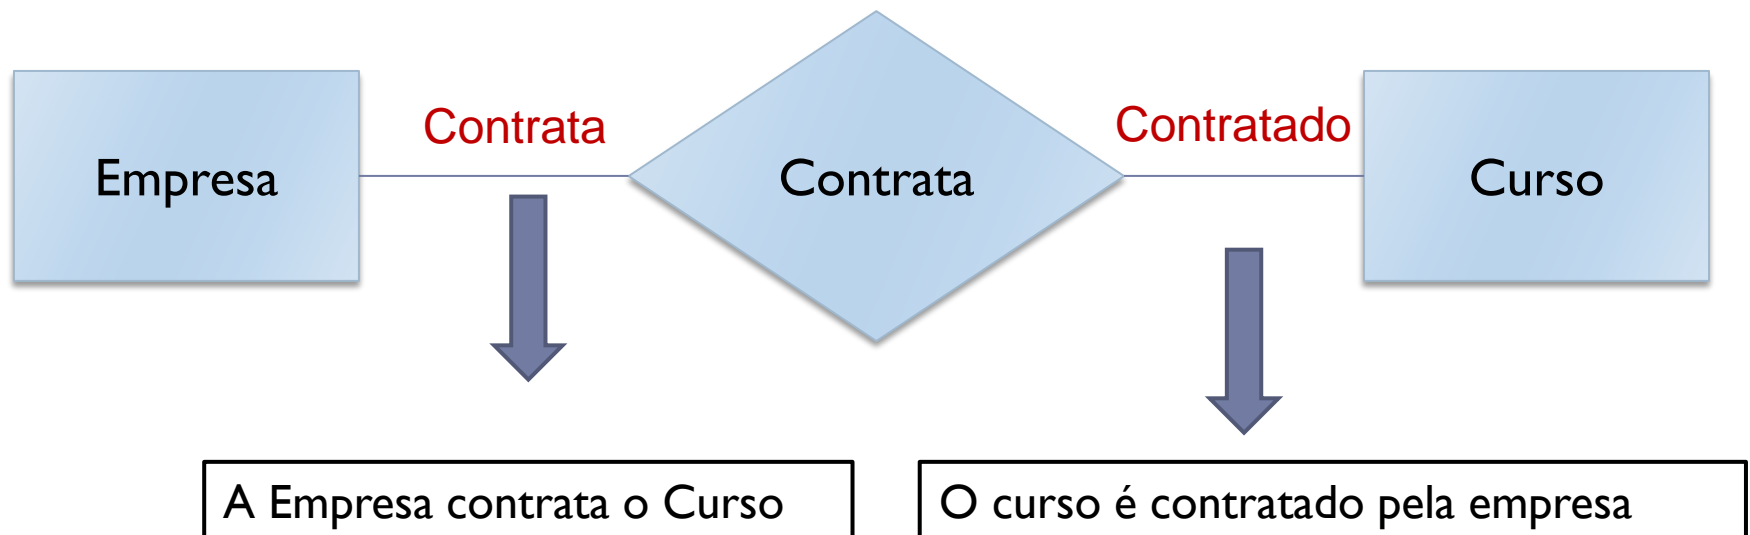 Contrata
Contratado
Empresa
Contrata
Curso
A Empresa contrata o Curso
O curso é contratado pela empresa